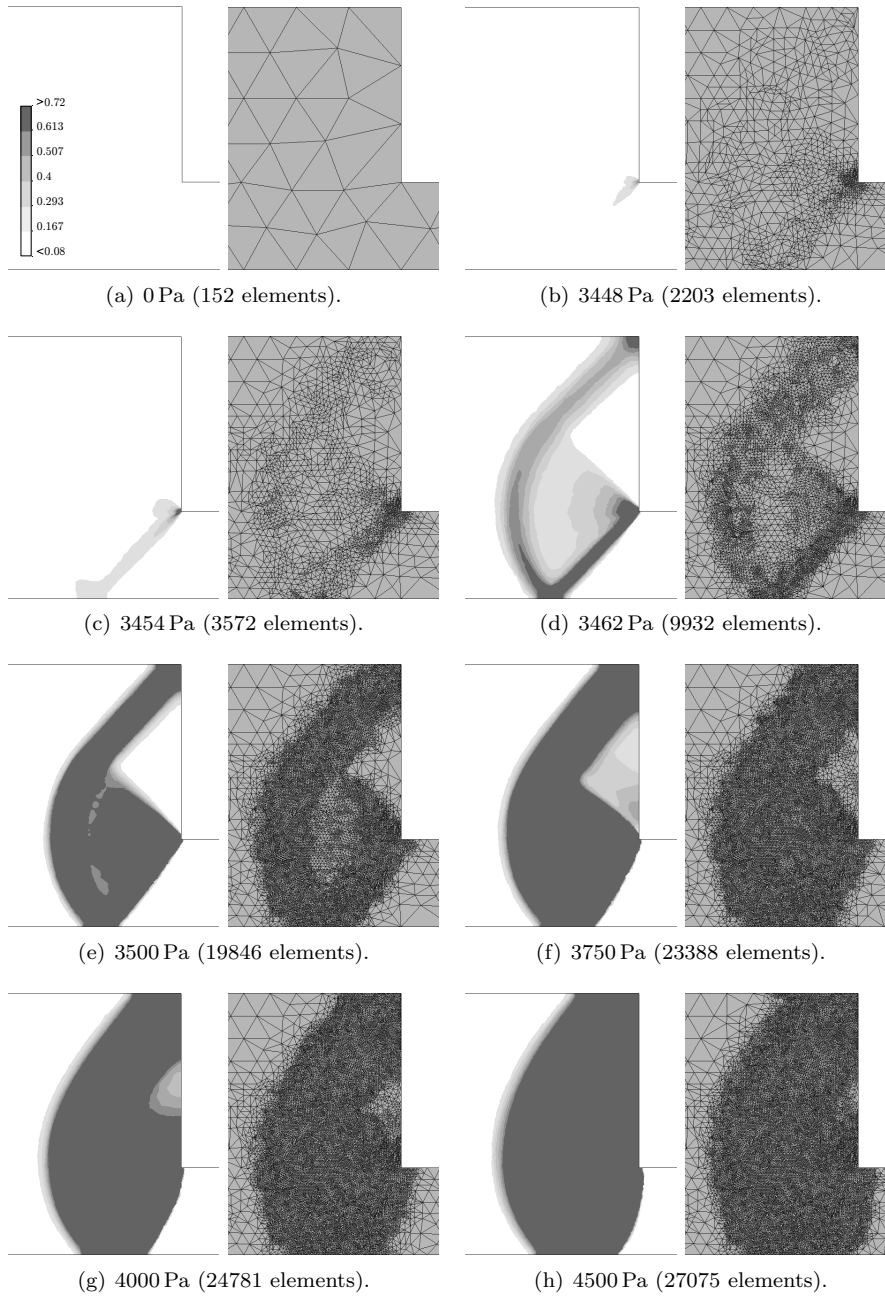 >0.72
0.613
0.507
0.4
0.293
0.167
<0.08
(a) 0 Pa (152 elements).
(b) 3448 Pa (2203 elements).
(c) 3454 Pa (3572 elements).
(d) 3462 Pa (9932 elements).
(e) 3500 Pa (19846 elements).
(f) 3750 Pa (23388 elements).
(g) 4000 Pa (24781 elements).
(h) 4500 Pa (27075 elements).